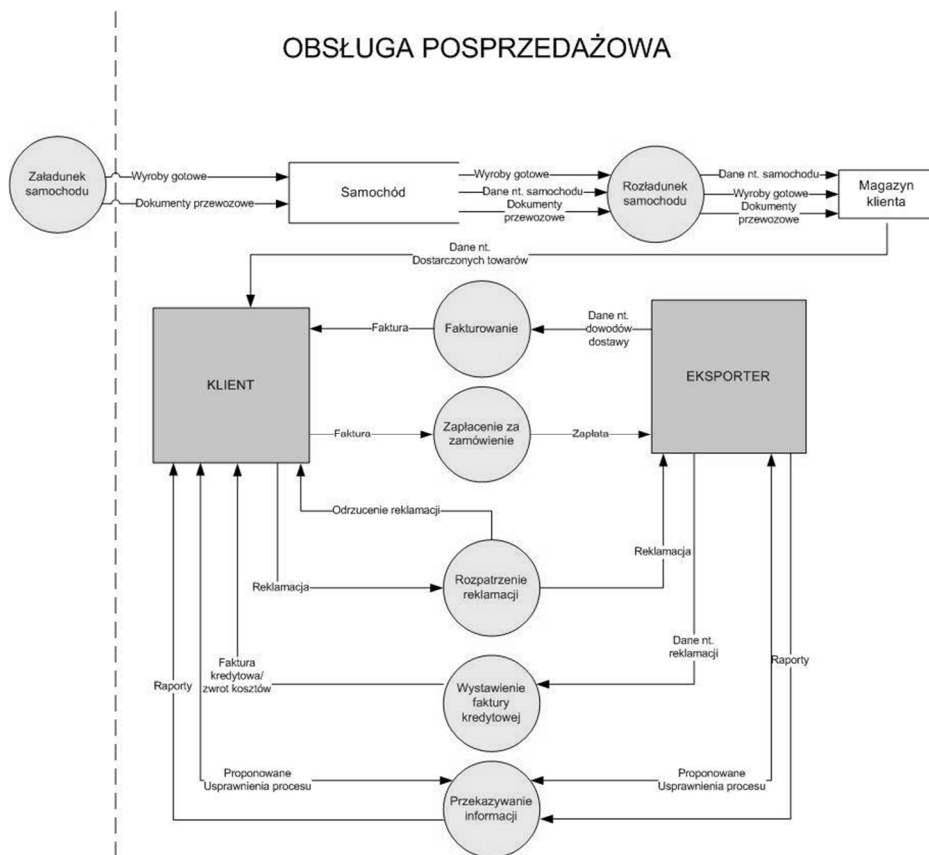 OBSŁUGA POSPRZEDAŻOWA
Załadunek
samochodu
Wyroby gotowe
Dokumenty przewozowe
Samochód
Wyroby gotowe
Dane nt. samochodu
Dokumenty
przewozowe
Rozładunek
samochodu
Dane nt. samochodu
Wyroby gotowe
Dokumenty
przewozowe
Magazyn
klienta
Dane nt.
Dostarczonych towarów
KLIENT
Faktura
Fakturowanie
Dane nt.
dowodów
dostawy
EKSPORTER
Faktura
Zapłacenie za
zamówienie
Zapłata
Odrzucenie reklamacji
Reklamacja
Rozpatrzenie
reklamacji
Reklamacja
Faktura
kredytowa/
zwrot kosztów
Wystawienie
faktury
kredytowej
Dane nt.
reklamacji
Raporty
Raporty
Proponowane
Usprawnienia procesu
Przekazywanie
informacji
Proponowane
Usprawnienia procesu